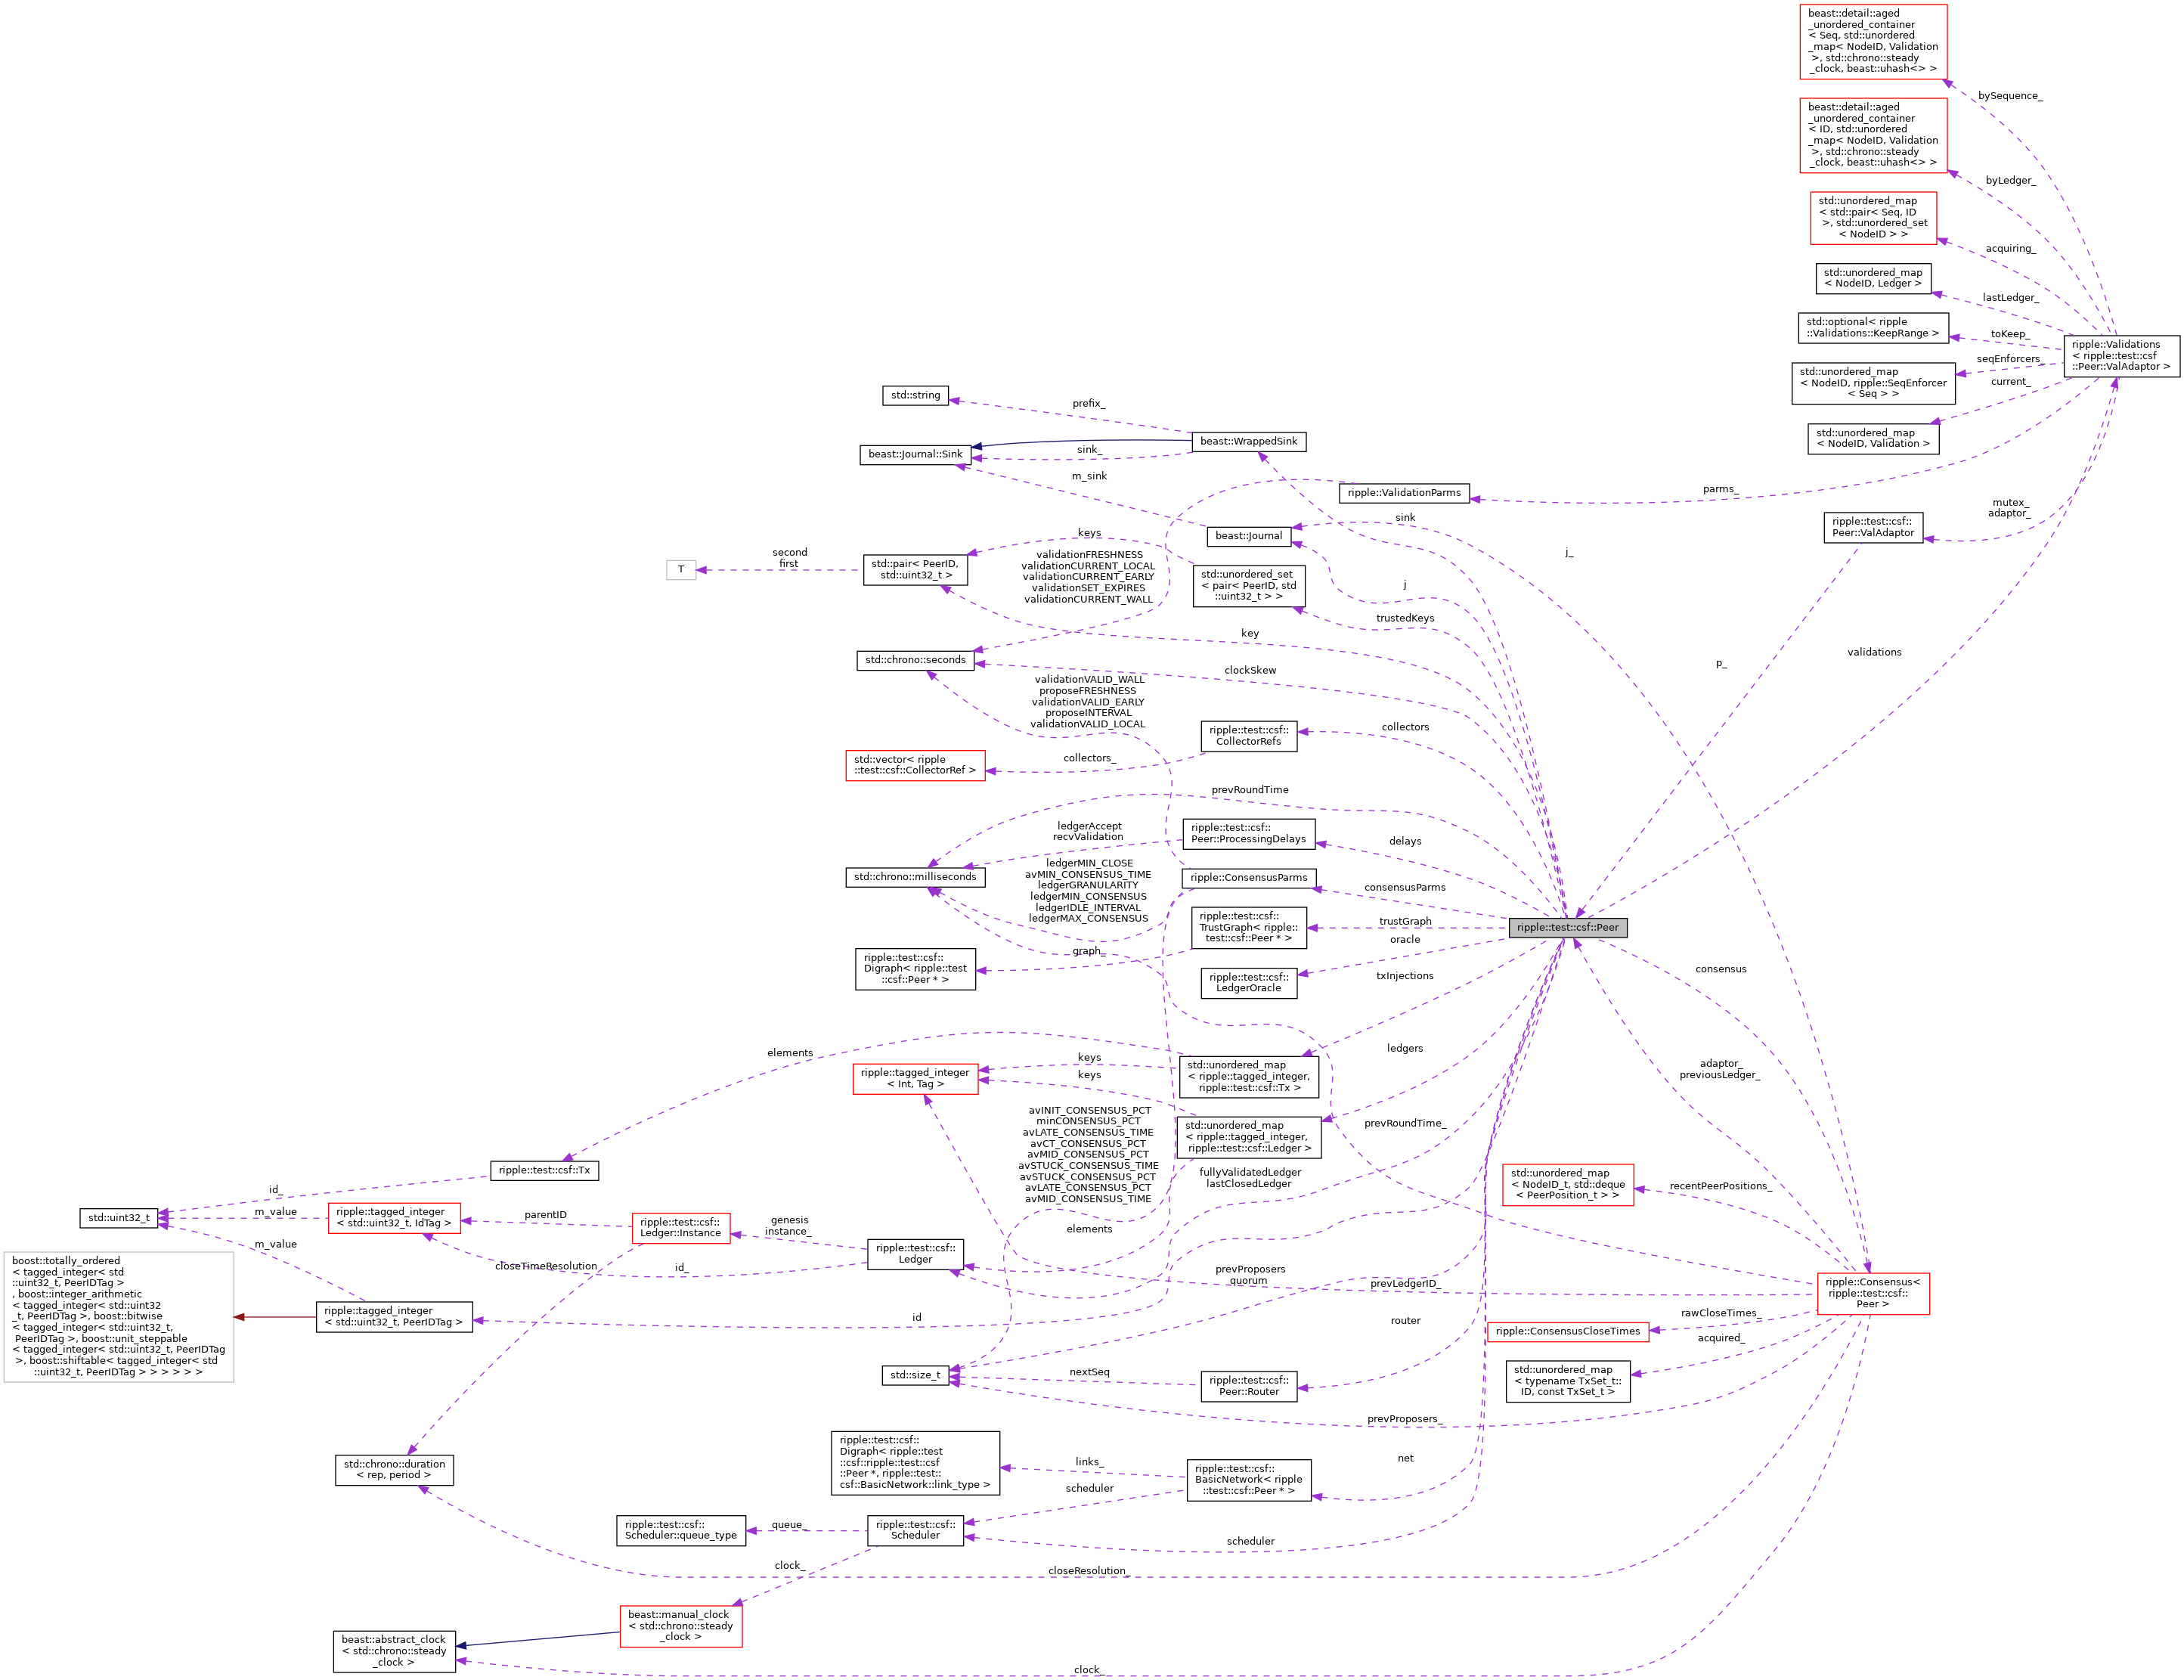 beast::detail::aged
_unordered_container
< Seq, std::unordered
_map< NodeID, Validation
>, std::chrono::steady
_clock, beast::uhash<> >
bySequence_
beast::detail::aged
_unordered_container
< ID, std::unordered
_map< NodeID, Validation
>, std::chrono::steady
_clock, beast::uhash<> >
byLedger_
std::unordered_map
< std::pair< Seq, ID
>, std::unordered_set
< NodeID > >
acquiring_
std::unordered_map
< NodeID, Ledger >
lastLedger_
std::optional< ripple
::Validations::KeepRange >
toKeep_
ripple::Validations
< ripple::test::csf
::Peer::ValAdaptor >
std::unordered_map
< NodeID, ripple::SeqEnforcer
< Seq > >
seqEnforcers_
current_
std::unordered_map
< NodeID, Validation >
std::string
prefix_
beast::WrappedSink
beast::Journal::Sink
sink_
m_sink
ripple::ValidationParms
parms_
mutex_
adaptor_
ripple::test::csf::
Peer::ValAdaptor
sink
beast::Journal
j_
keys
second
first
T
std::pair< PeerID,
std::uint32_t >
validationFRESHNESS
validationCURRENT_LOCAL
validationCURRENT_EARLY
validationSET_EXPIRES
validationCURRENT_WALL
std::unordered_set
< pair< PeerID, std
::uint32_t > >
j
trustedKeys
key
std::chrono::seconds
clockSkew
p_
validations
validationVALID_WALL
proposeFRESHNESS
validationVALID_EARLY
proposeINTERVAL
validationVALID_LOCAL
ripple::test::csf::
CollectorRefs
collectors
std::vector< ripple
::test::csf::CollectorRef >
collectors_
prevRoundTime
ledgerAccept
recvValidation
ripple::test::csf::
Peer::ProcessingDelays
delays
std::chrono::milliseconds
ledgerMIN_CLOSE
avMIN_CONSENSUS_TIME
ledgerGRANULARITY
ledgerMIN_CONSENSUS
ledgerIDLE_INTERVAL
ledgerMAX_CONSENSUS
ripple::ConsensusParms
consensusParms
ripple::test::csf::
TrustGraph< ripple::
test::csf::Peer * >
trustGraph
ripple::test::csf::Peer
oracle
ripple::test::csf::
Digraph< ripple::test
::csf::Peer * >
graph_
ripple::test::csf::
LedgerOracle
txInjections
consensus
elements
ripple::tagged_integer
< Int, Tag >
keys
keys
std::unordered_map
< ripple::tagged_integer,
ripple::test::csf::Tx >
ledgers
adaptor_
previousLedger_
avINIT_CONSENSUS_PCT
minCONSENSUS_PCT
avLATE_CONSENSUS_TIME
avCT_CONSENSUS_PCT
avMID_CONSENSUS_PCT
avSTUCK_CONSENSUS_TIME
avSTUCK_CONSENSUS_PCT
avLATE_CONSENSUS_PCT
avMID_CONSENSUS_TIME
std::unordered_map
< ripple::tagged_integer,
ripple::test::csf::Ledger >
prevRoundTime_
fullyValidatedLedger
lastClosedLedger
ripple::test::csf::Tx
id_
std::unordered_map
< NodeID_t, std::deque
< PeerPosition_t > >
recentPeerPositions_
std::uint32_t
m_value
ripple::tagged_integer
< std::uint32_t, IdTag >
parentID
ripple::test::csf::
Ledger::Instance
genesis
instance_
elements
ripple::test::csf::
Ledger
m_value
closeTimeResolution
id_
prevProposers
quorum
prevLedgerID_
boost::totally_ordered
< tagged_integer< std
::uint32_t, PeerIDTag >
, boost::integer_arithmetic
< tagged_integer< std::uint32
_t, PeerIDTag >, boost::bitwise
< tagged_integer< std::uint32_t,
PeerIDTag >, boost::unit_steppable
< tagged_integer< std::uint32_t, PeerIDTag
>, boost::shiftable< tagged_integer< std
::uint32_t, PeerIDTag > > > > > >
ripple::tagged_integer
< std::uint32_t, PeerIDTag >
id
ripple::Consensus<
ripple::test::csf::
Peer >
rawCloseTimes_
router
ripple::ConsensusCloseTimes
acquired_
std::size_t
nextSeq
ripple::test::csf::
Peer::Router
std::unordered_map
< typename TxSet_t::
ID, const TxSet_t >
prevProposers_
ripple::test::csf::
Digraph< ripple::test
::csf::ripple::test::csf
::Peer *, ripple::test::
csf::BasicNetwork::link_type >
links_
ripple::test::csf::
BasicNetwork< ripple
::test::csf::Peer * >
net
std::chrono::duration
< rep, period >
scheduler
ripple::test::csf::
Scheduler::queue_type
queue_
ripple::test::csf::
Scheduler
scheduler
clock_
closeResolution_
beast::manual_clock
< std::chrono::steady
_clock >
beast::abstract_clock
< std::chrono::steady
_clock >
clock_